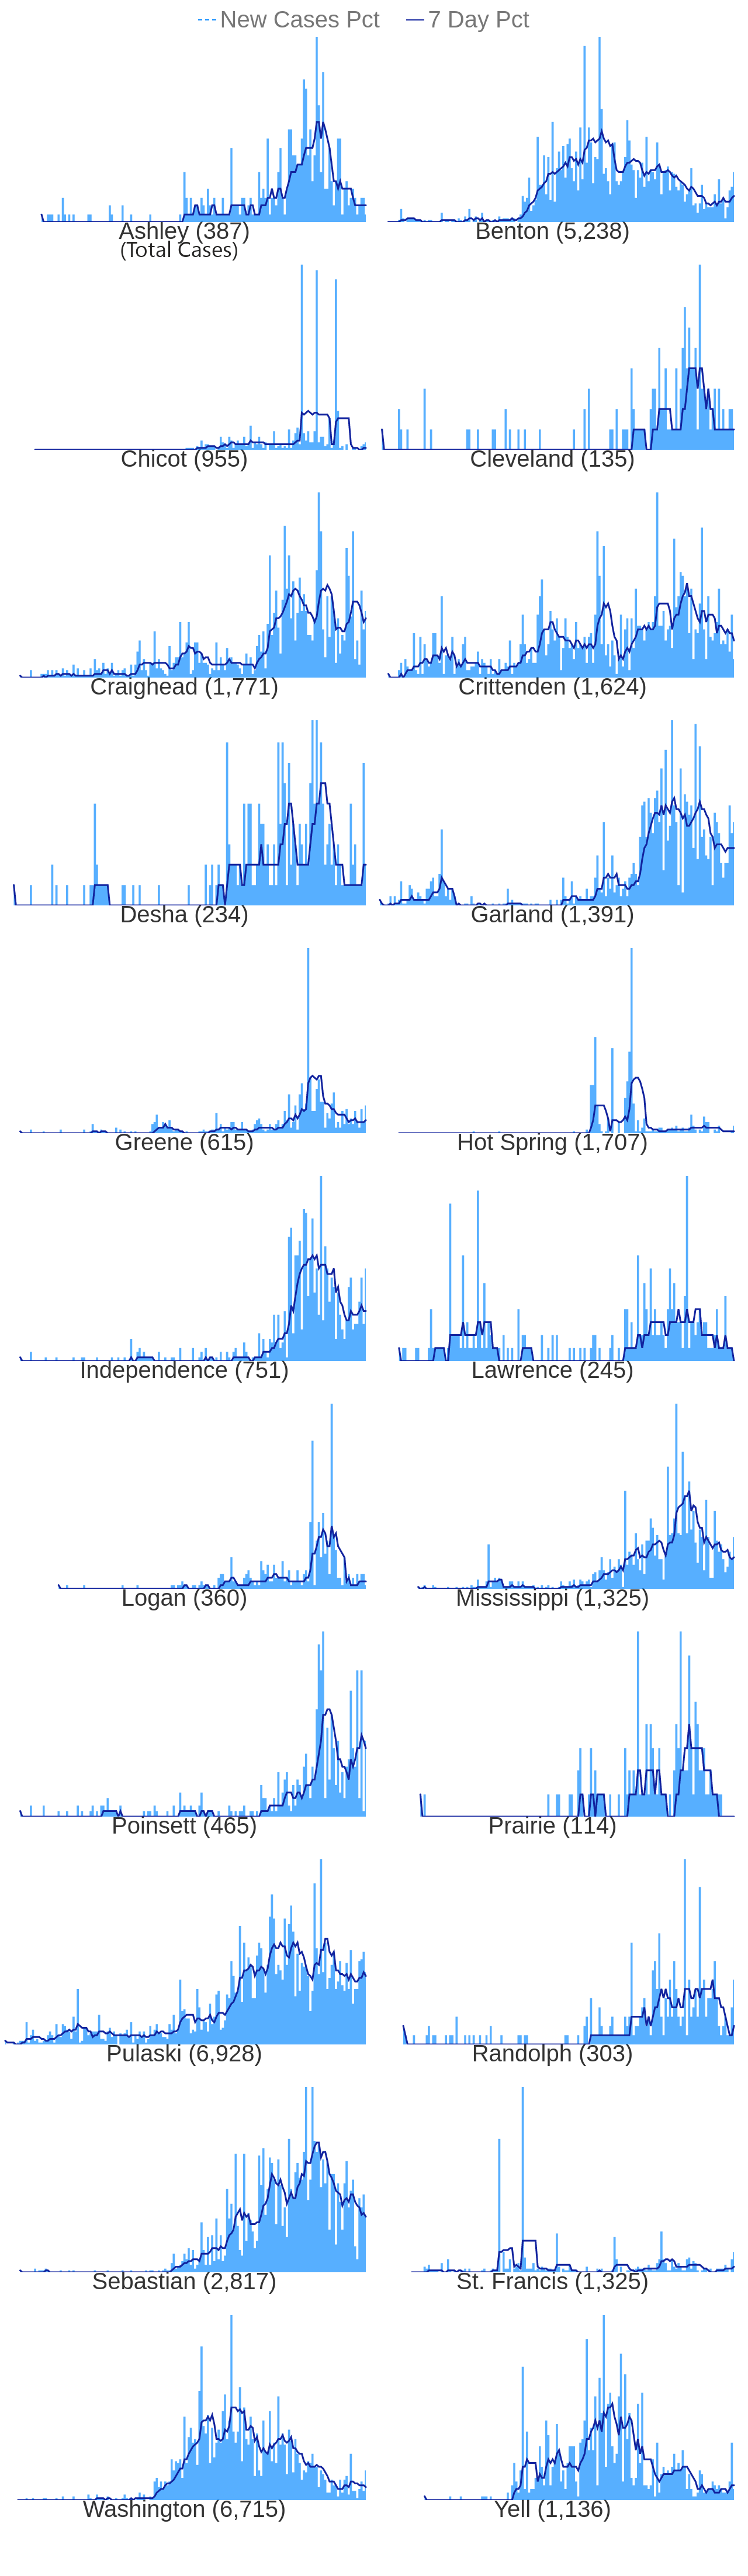 New Cases Pct 7 Day Pct
Ashley (387) Benton (5,238)
(Total Cases)
Chicot (955) Cleveland (135)
Craighead (1,771) Crittenden (1,624)
Desha (234) Garland (1,391)
Greene (615) Hot Spring (1,707)
Independence (751) Lawrence (245)
Logan (360) Mississippi (1,325)
Poinsett (465) Prairie (114)
Pulaski (6,928) Randolph (303)
Sebastian (2,817) St. Francis (1,325)
Washington (6,715) Yell (1,136)